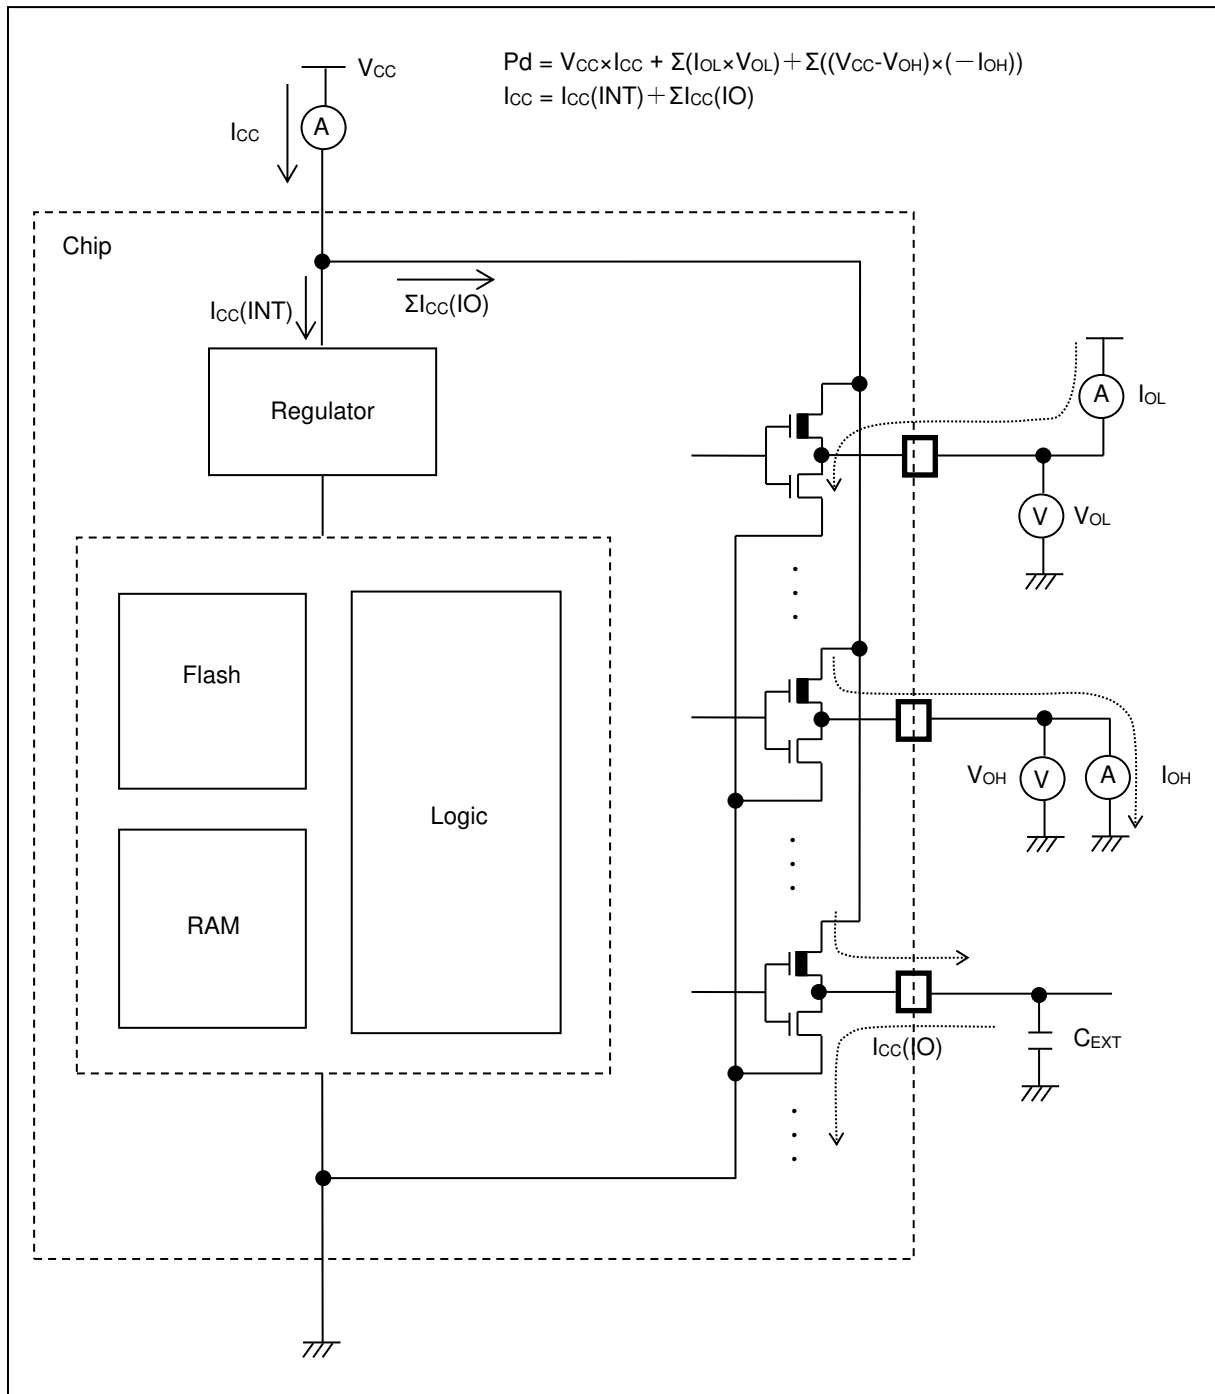 Pd = VCC×ICC + Σ(IOL×VOL)+Σ((VCC-VOH)×(-IOH))
ICC = ICC(INT)+ΣICC(IO)
VCC
A
ICC
Chip
ICC(INT)
ΣICC(IO)
Regulator
A
IOL
V
VOL
Flash
Logic
RAM
VOH
V
A
IOH
ICC(IO)
CEXT